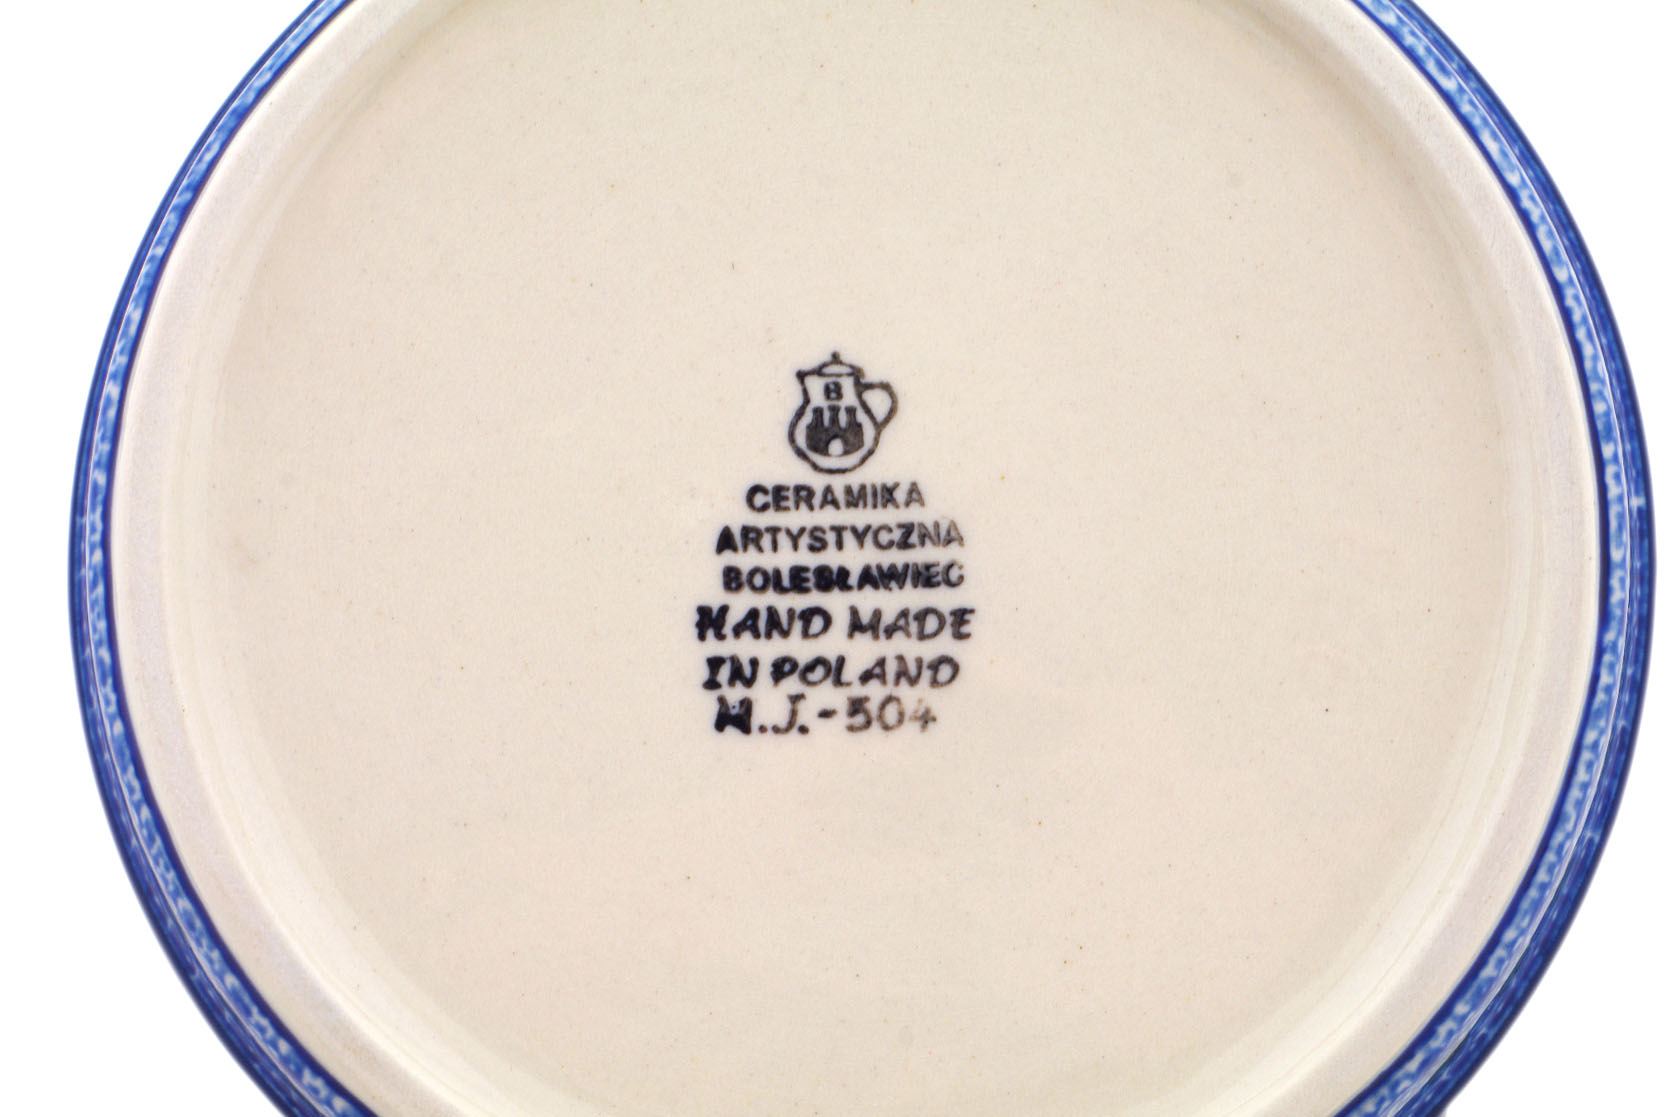 B
CERAMIKA
ARTYSTYCZNA
BOLESŁAWIEC
HAND MADE
IN POLAND
M.J.-504